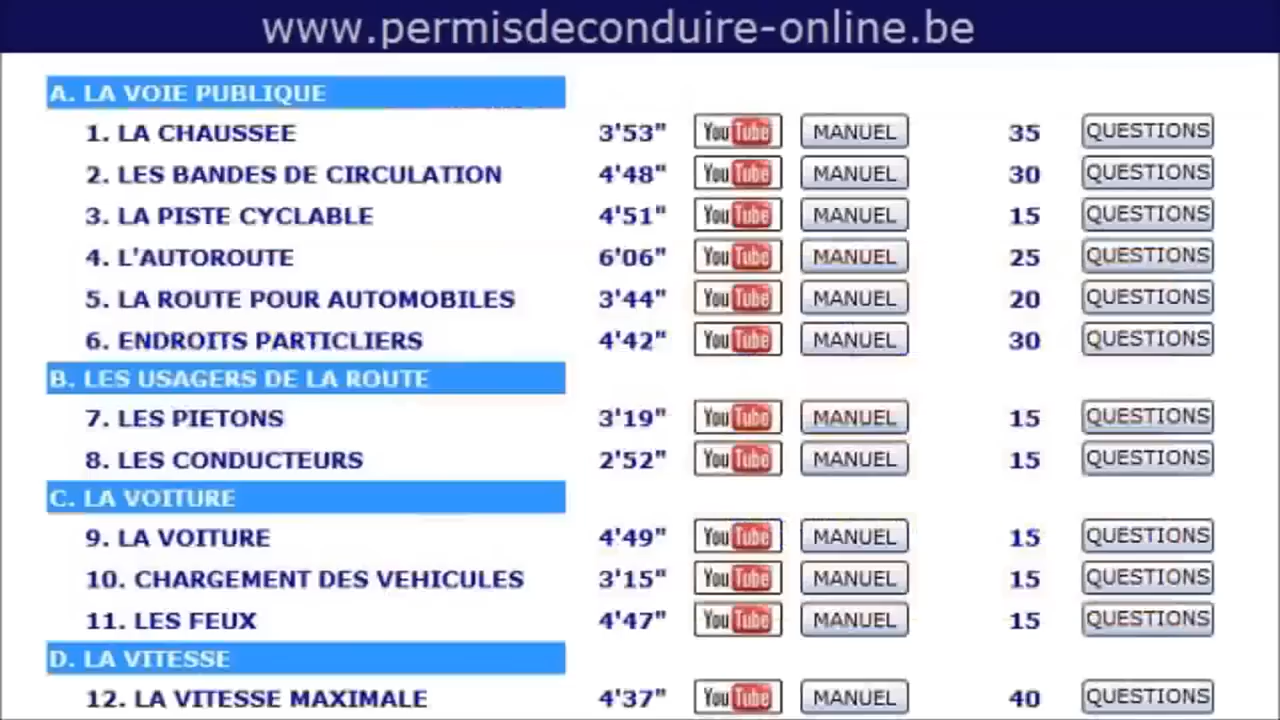 www.permisdeconduire-online.be
A. LA VOIE PUBLIQUE
1. LA CHAUSSEE 3'53" YouTube MANUEL 35 QUESTIONS
2. LES BANDES DE CIRCULATION 4'48" YouTube MANUEL 30 QUESTIONS
3. LA PISTE CYCLABLE 4'51" YouTube MANUEL 15 QUESTIONS
4. L'AUTOROUTE 6'06" YouTube MANUEL 25 QUESTIONS
5. LA ROUTE POUR AUTOMOBILES 3'44" YouTube MANUEL 20 QUESTIONS
6. ENDROITS PARTICLIERS 4'42" YouTube MANUEL 30 QUESTIONS
B. LES USAGERS DE LA ROUTE
7. LES PIETONS 3'19" YouTube MANUEL 15 QUESTIONS
8. LES CONDUCTEURS 2'52" YouTube MANUEL 15 QUESTIONS
C. LA VOITURE
9. LA VOITURE 4'49" YouTube MANUEL 15 QUESTIONS
10. CHARGEMENT DES VEHICULES 3'15" YouTube MANUEL 15 QUESTIONS
11. LES FEUX 4'47" YouTube MANUEL 15 QUESTIONS
D. LA VITESSE
12. LA VITESSE MAXIMALE 4'37" YouTube MANUEL 40 QUESTIONS